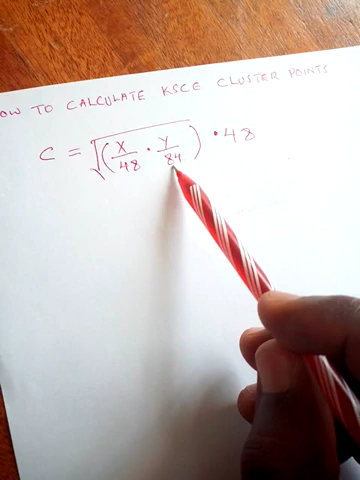 OW TO CALCULATE KSCE CLUSTER POINTS
C = √(X/48 · Y/84) · 48